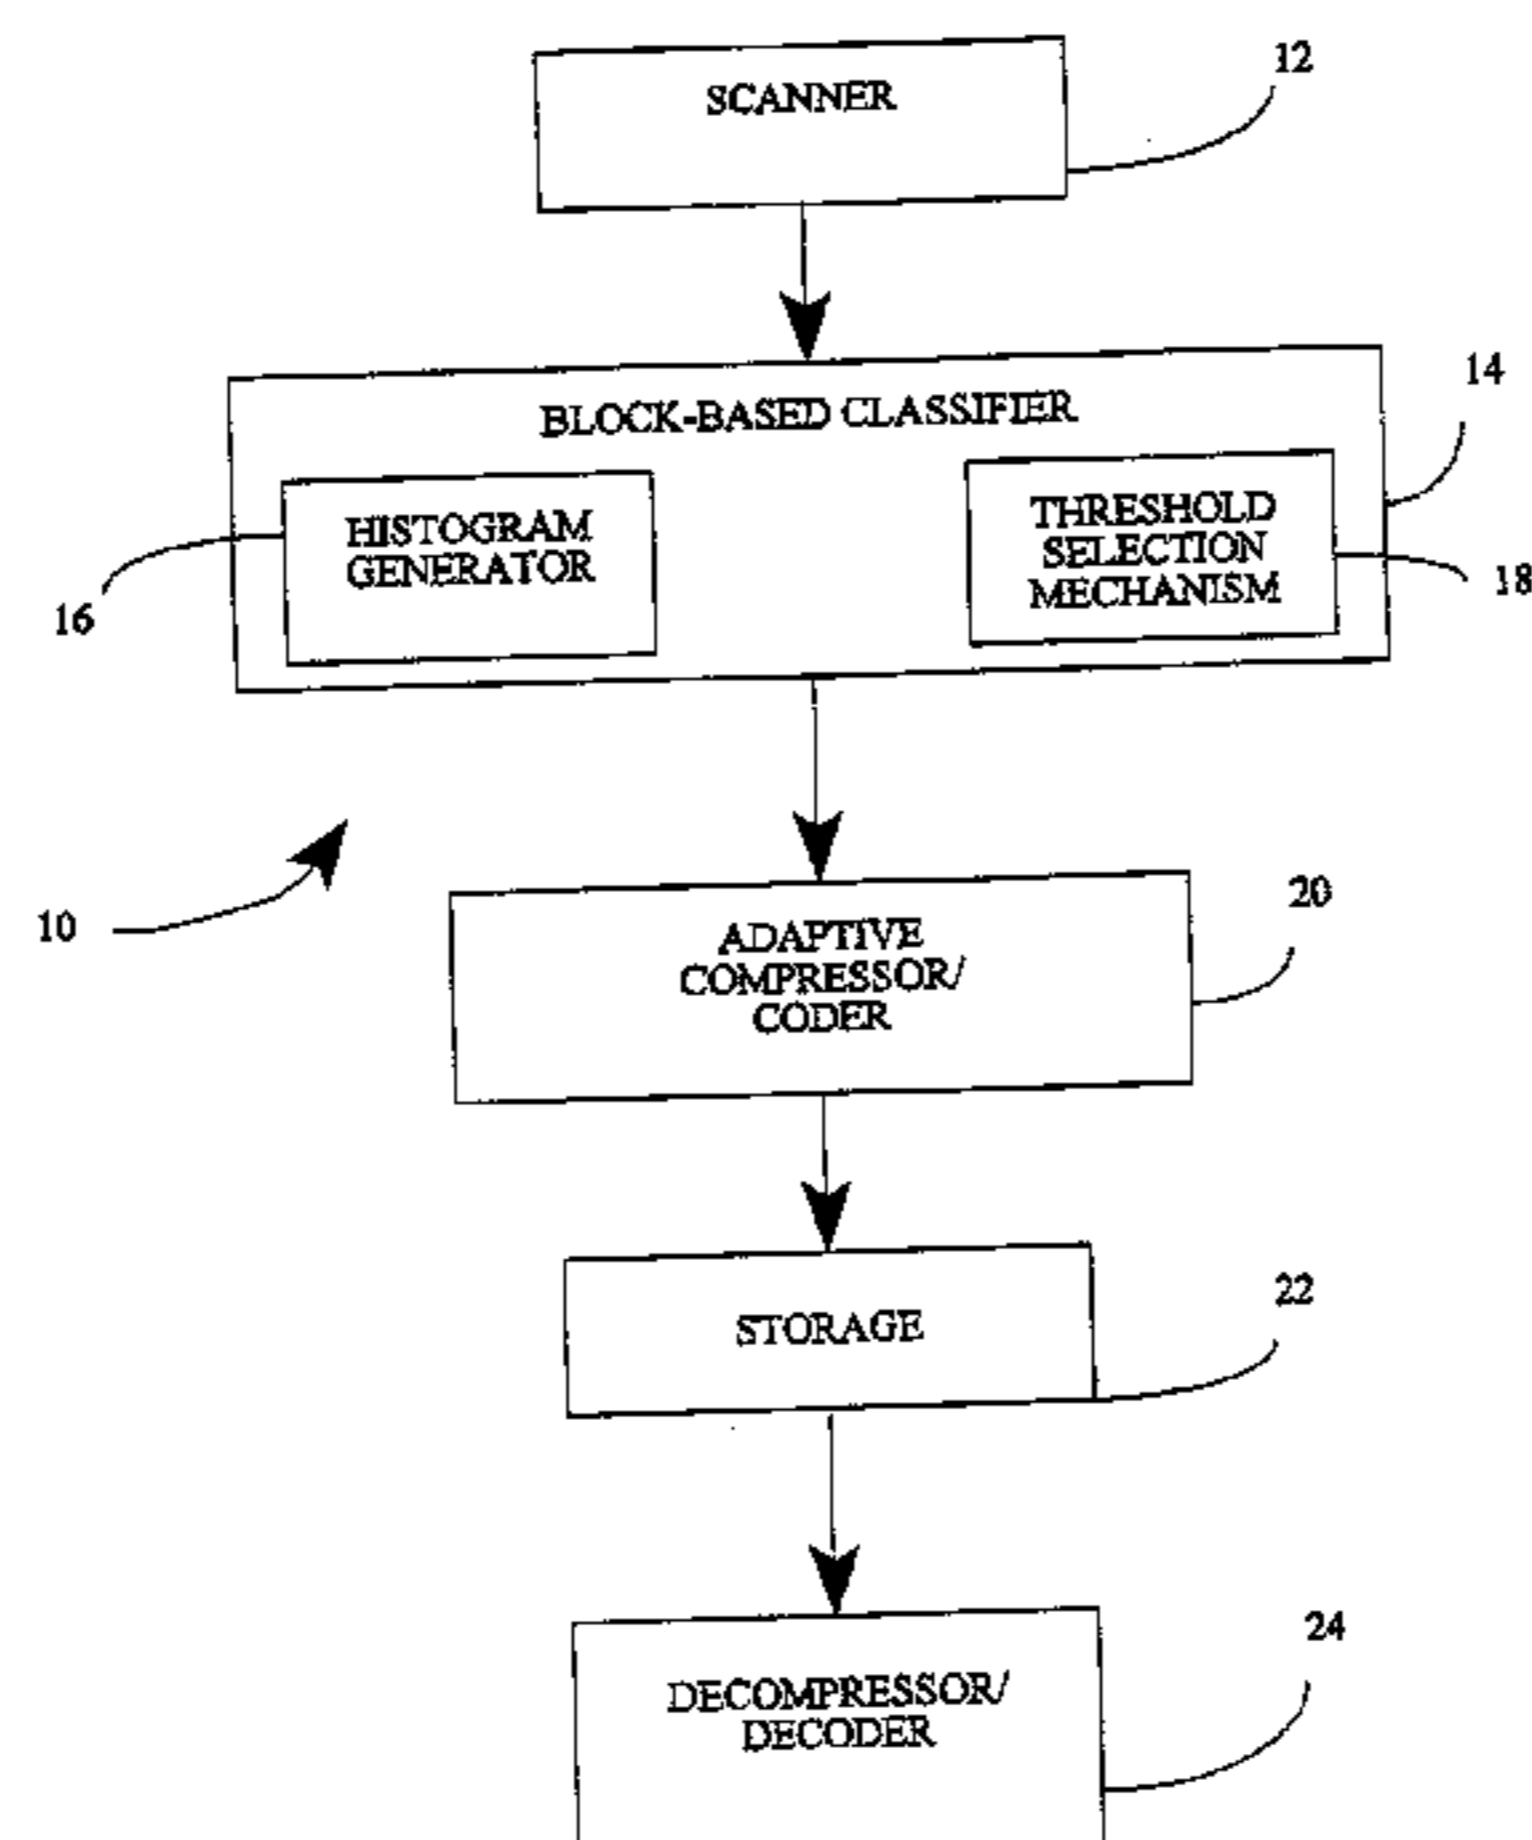 SCANNER
12
BLOCK-BASED CLASSIFIER
14
HISTOGRAM
GENERATOR
16
THRESHOLD
SELECTION
MECHANISM
18
10
ADAPTIVE
COMPRESSOR/
CODER
20
STORAGE
22
DECOMPRESSOR/
DECODER
24